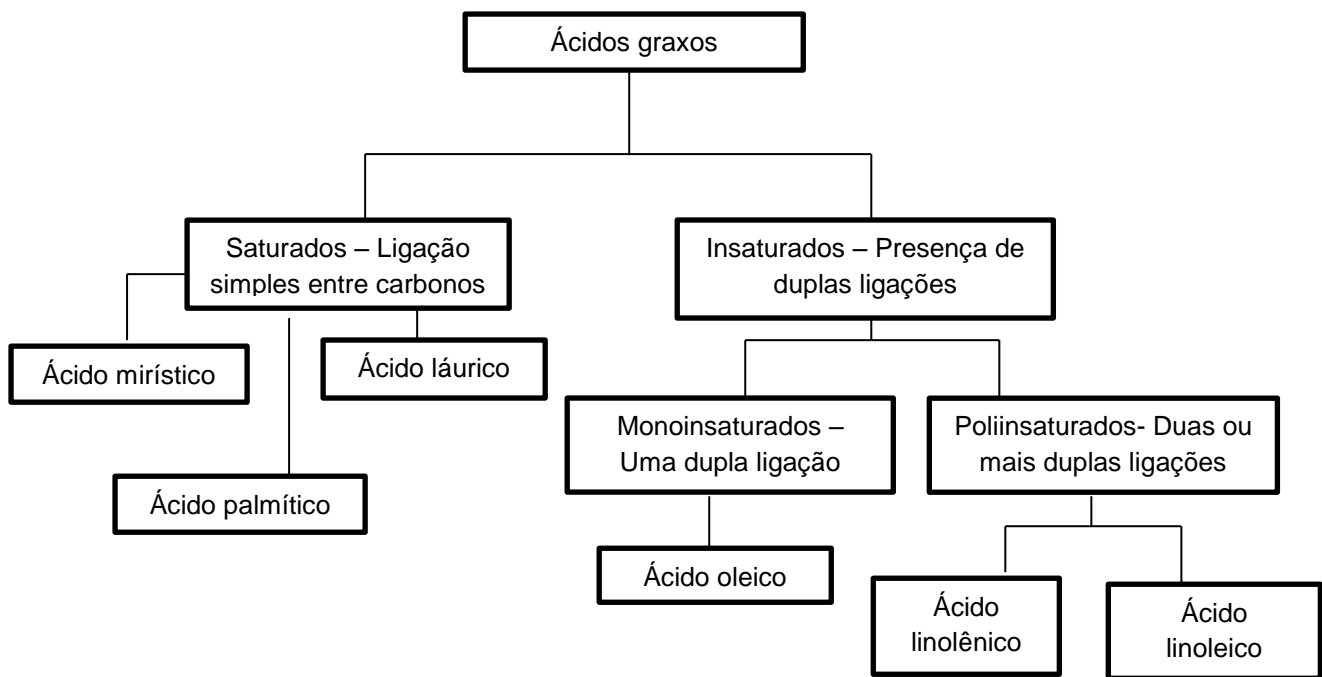 Ácidos graxos
Saturados – Ligação
simples entre carbonos
Insaturados – Presença de
duplas ligações
Ácido mirístico
Ácido láurico
Ácido palmítico
Monoinsaturados –
Uma dupla ligação
Poliinsaturados- Duas ou
mais duplas ligações
Ácido oleico
Ácido
linolênico
Ácido
linoleico